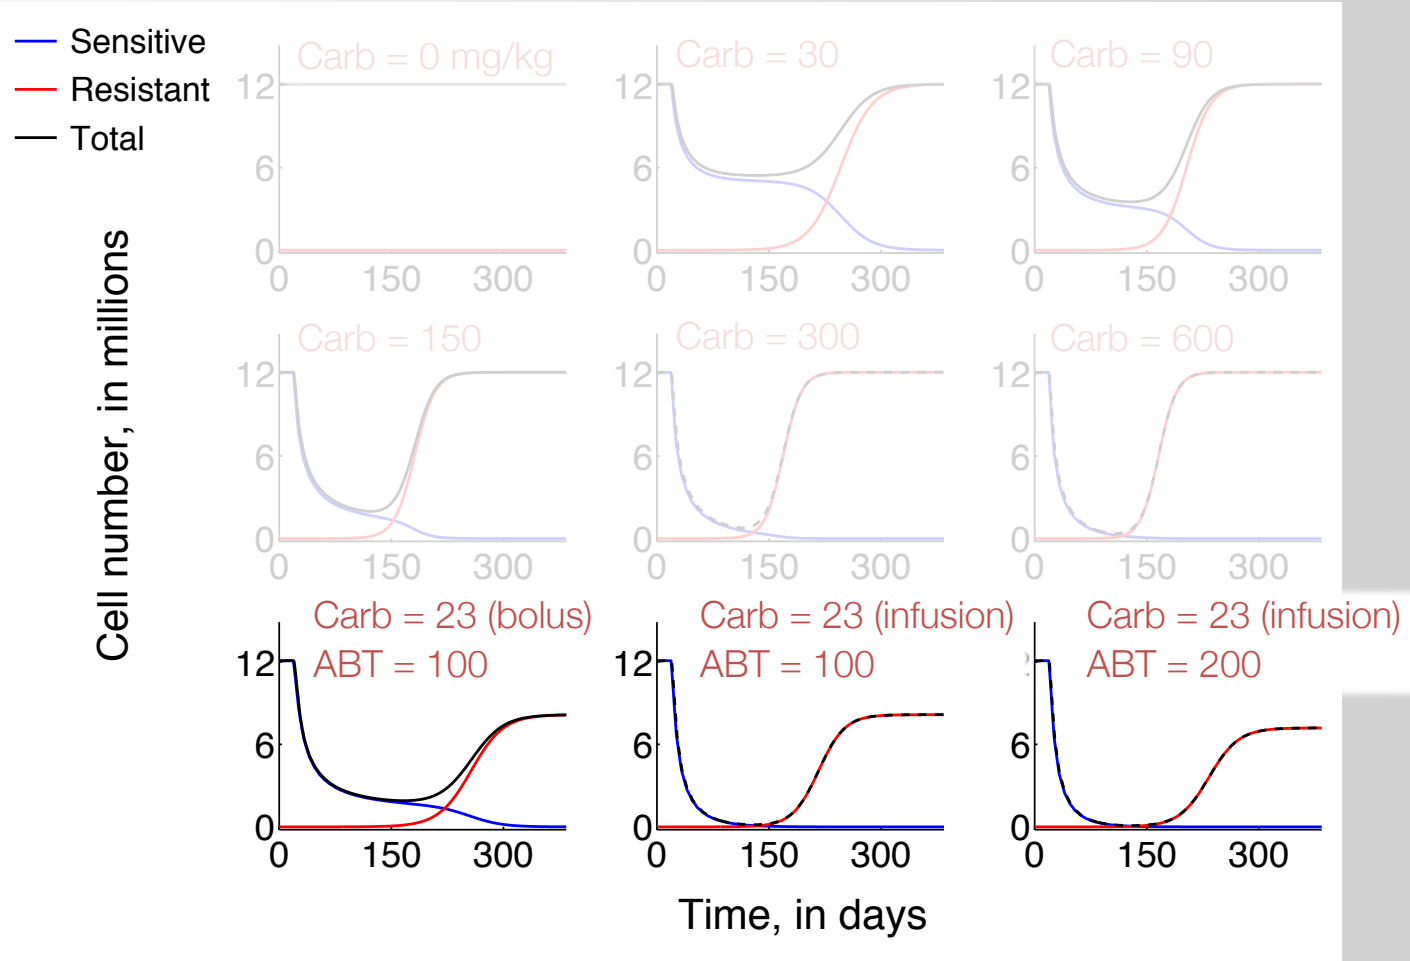 Sensitive
Resistant
Total
Cell number, in millions
Carb = 0 mg/kg
12
6
0
0 150 300
Carb = 30
12
6
0
0 150 300
Carb = 90
12
6
0
0 150 300
Carb = 150
12
6
0
0 150 300
Carb = 300
12
6
0
0 150 300
Carb = 600
12
6
0
0 150 300
Carb = 23 (bolus)
ABT = 100
12
6
0
0 150 300
Carb = 23 (infusion)
ABT = 100
12
6
0
0 150 300
Carb = 23 (infusion)
ABT = 200
6
0
0 150 300
Time, in days